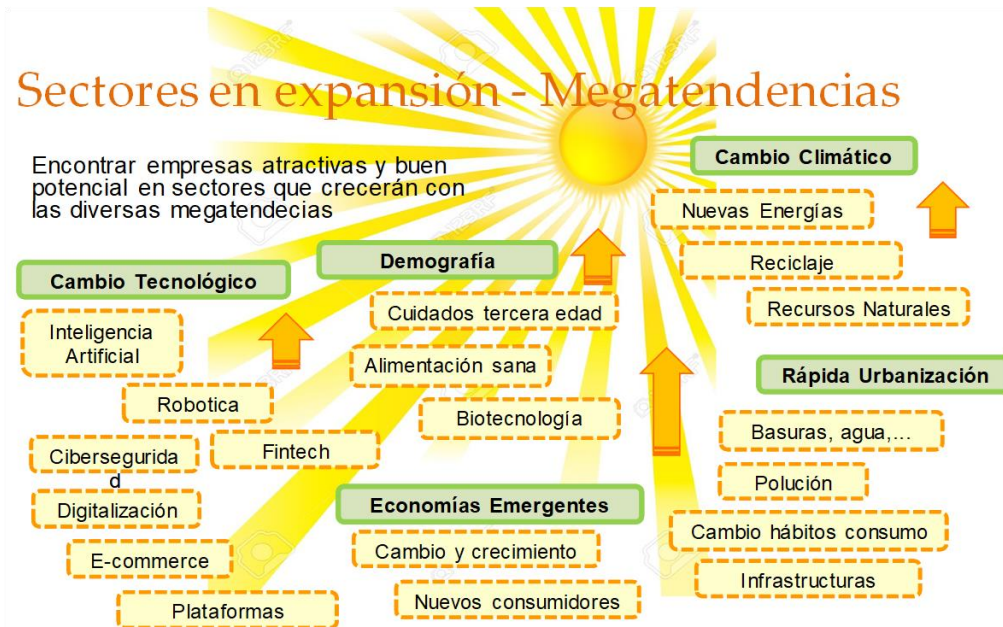 Sectores en expansión - Megatendencias
Encontrar empresas atractivas y buen
potencial en sectores que crecerán con
las diversas megatendecias
Cambio Tecnológico
Inteligencia
Artificial
Robotica
Fintech
Cibersegurida
d
Digitalización
E-commerce
Plataformas
Demografía
Cuidados tercera edad
Alimentación sana
Biotecnología
Economías Emergentes
Cambio y crecimiento
Nuevos consumidores
Cambio Climático
Nuevas Energías
Reciclaje
Recursos Naturales
Rápida Urbanización
Basuras, agua,...
Polución
Cambio hábitos consumo
Infrastructuras